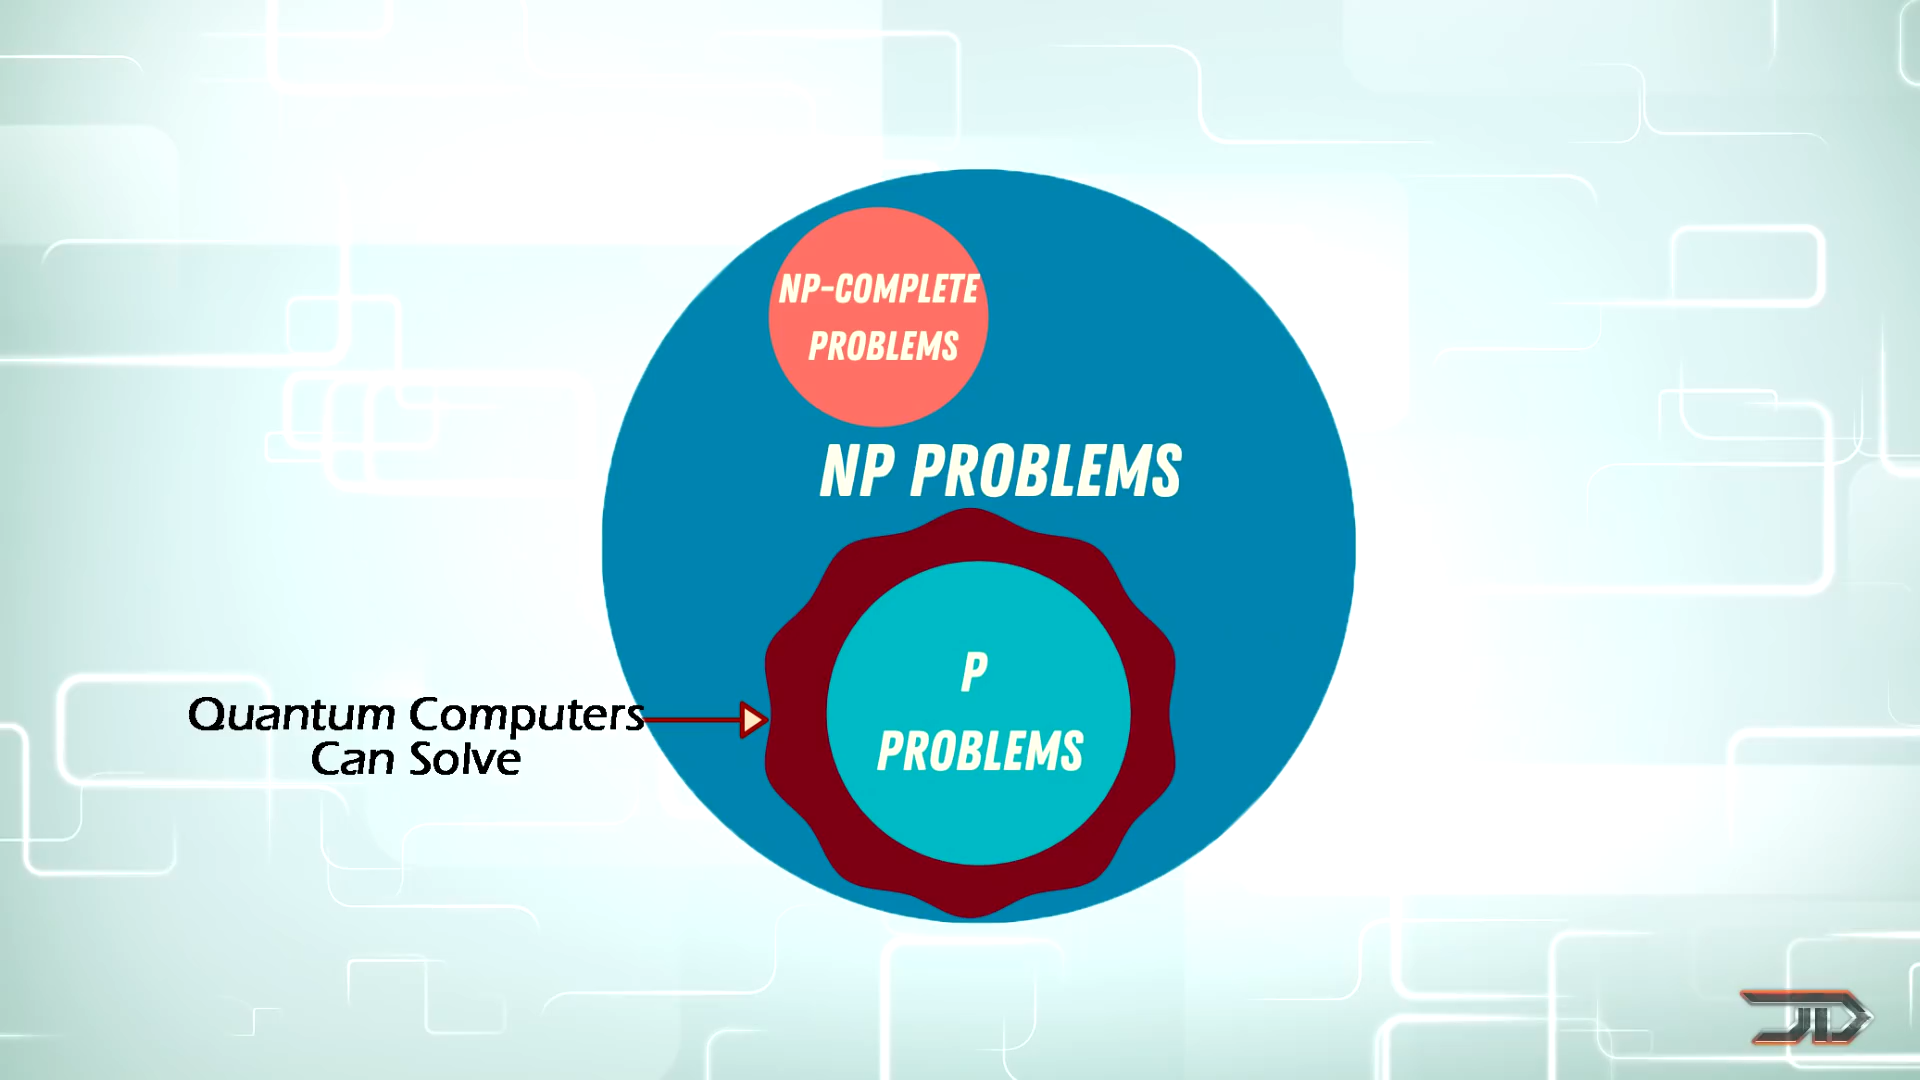 NP-COMPLETE
PROBLEMS
NP PROBLEMS
P
PROBLEMS
Quantum Computers
Can Solve